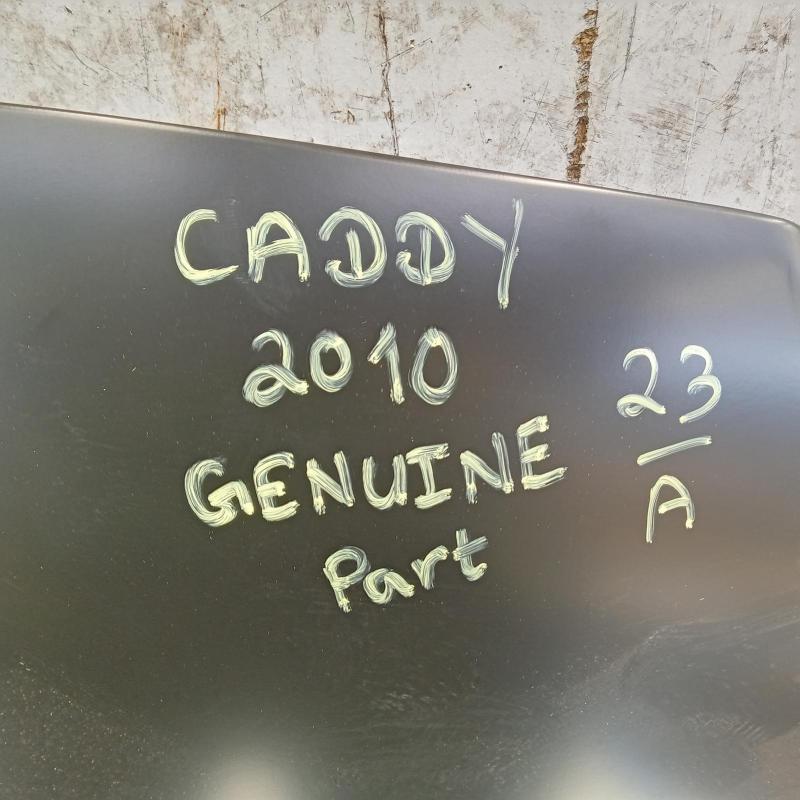 CADDY
2010
GENUINE
Part
23
A